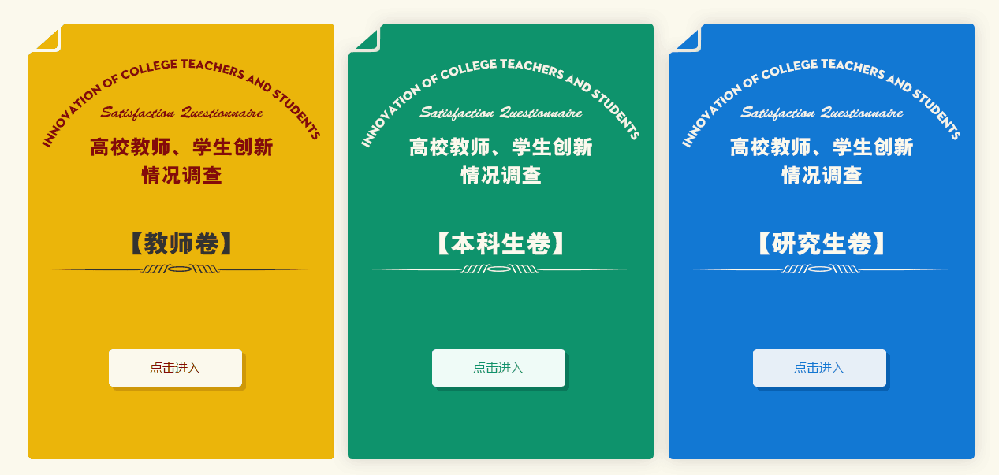 INNOVATION OF COLLEGE TEACHERS AND STUDENTS
Satisfaction Questionnaire
高校教师、学生创新
情况调查
【教师卷】
点击进入
INNOVATION OF COLLEGE TEACHERS AND STUDENTS
Satisfaction Questionnaire
高校教师、学生创新
情况调查
【本科生卷】
点击进入
INNOVATION OF COLLEGE TEACHERS AND STUDENTS
Satisfaction Questionnaire
高校教师、学生创新
情况调查
【研究生卷】
点击进入